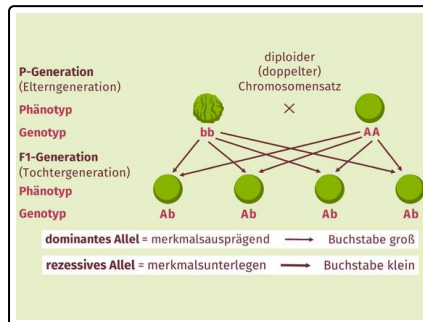 diploider
(doppelter)
Chromosomensatz
P-Generation
(Elterngeneration)
Phänotyp
×
Genotyp bb AA
F1-Generation
(Tochtergeneration)
Phänotyp
Genotyp Ab Ab Ab Ab
dominantes Allel = merkmalsausprägend → Buchstabe groß
rezessives Allel = merkmalsunterlegen → Buchstabe klein